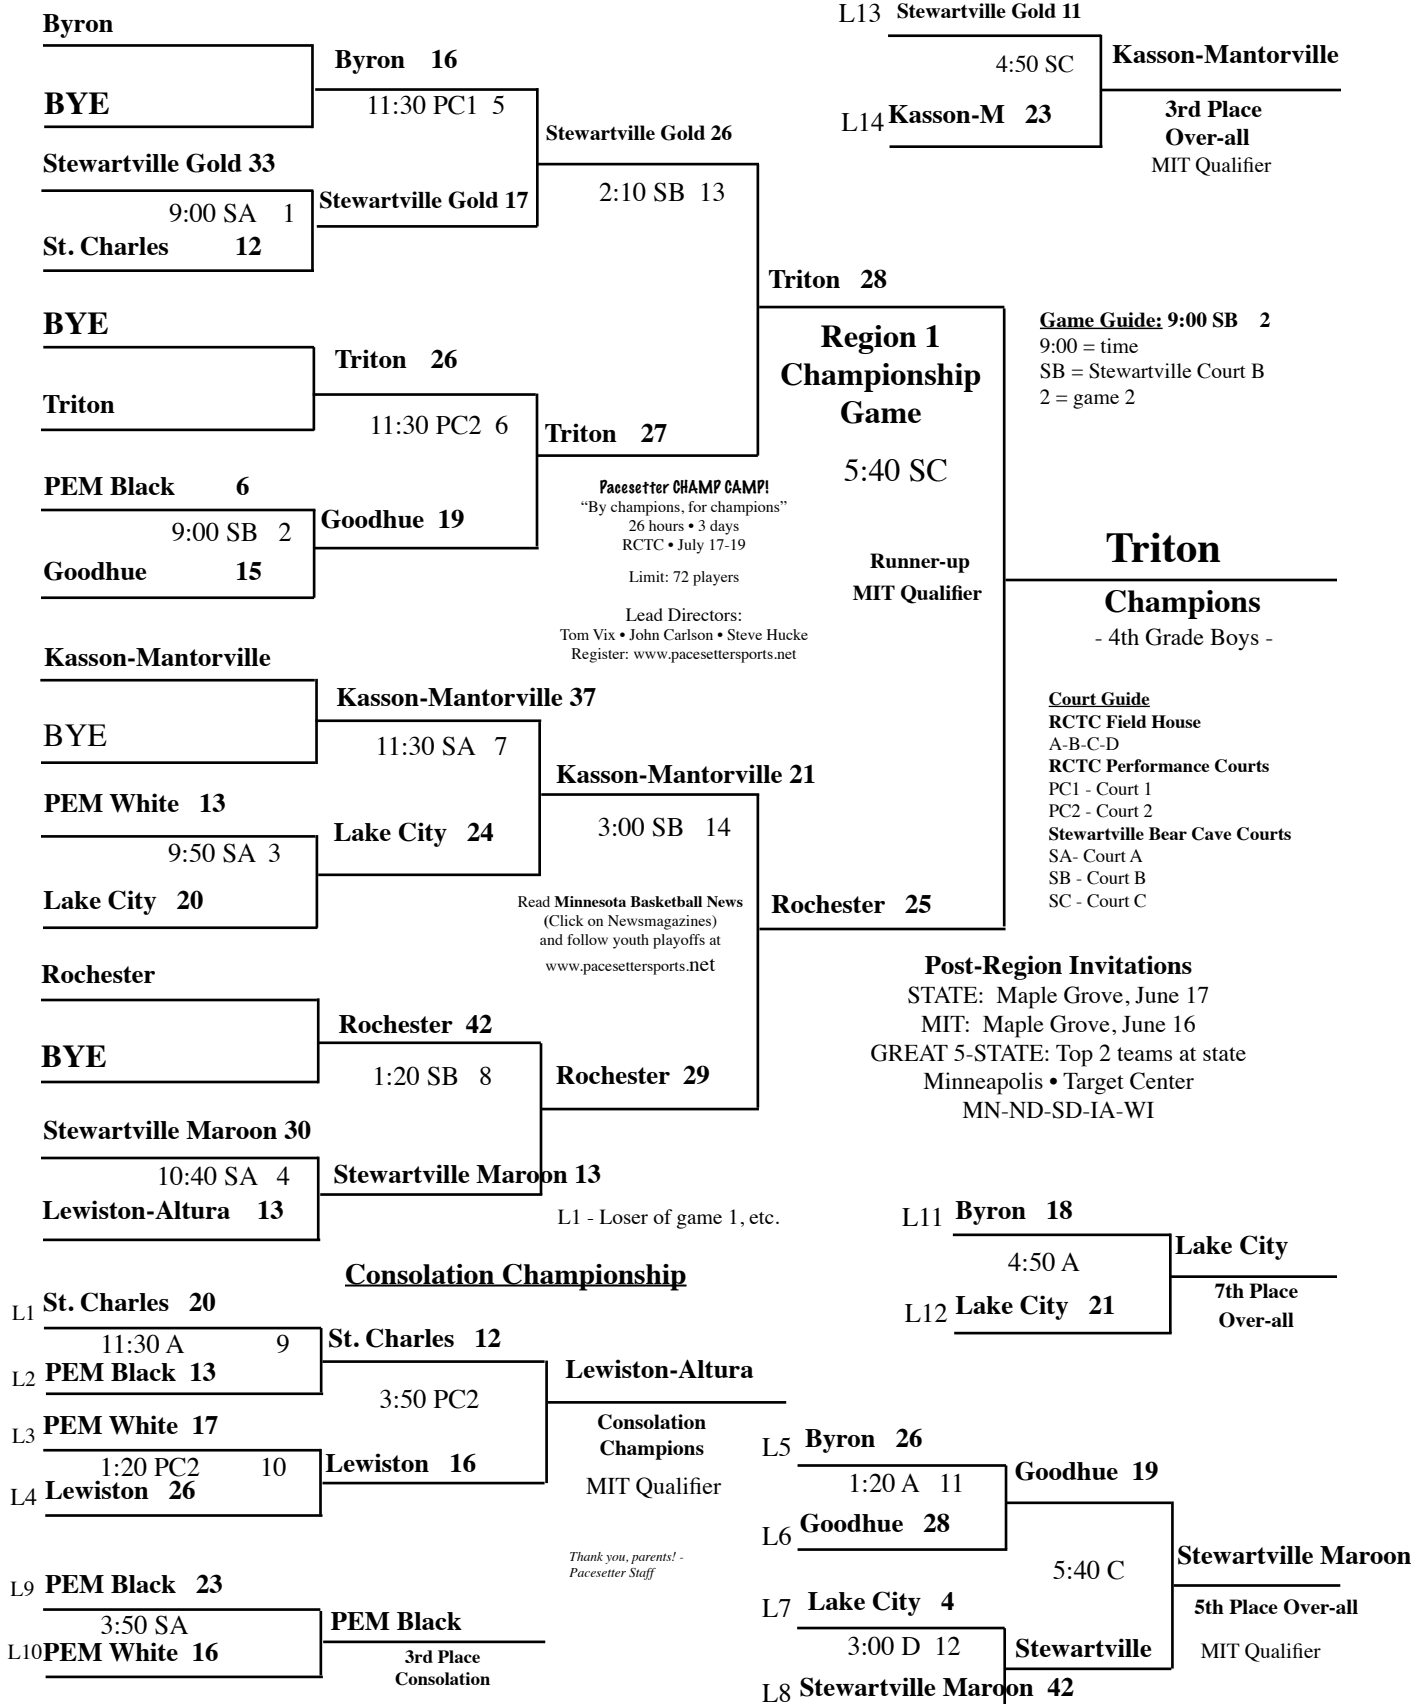 Byron
BYE
Byron 16
11:30 PC1 5
Stewartville Gold 33
9:00 SA 1
St. Charles 12
Stewartville Gold 17
Stewartville Gold 26
2:10 SB 13
BYE
Triton
Triton 26
11:30 PC2 6
PEM Black 6
9:00 SB 2
Goodhue 15
Goodhue 19
Triton 27
Triton 28
Region 1
Championship
Game
5:40 SC
Runner-up
MIT Qualifier
L13 Stewartville Gold 11
4:50 SC
L14 Kasson-M 23
Kasson-Mantorville
3rd Place
Over-all
MIT Qualifier
Game Guide: 9:00 SB 2
9:00 = time
SB = Stewartville Court B
2 = game 2
Pacesetter CHAMP CAMP!
“By champions, for champions”
26 hours • 3 days
RCTC • July 17-19
Limit: 72 players
Lead Directors:
Tom Vix • John Carlson • Steve Hucke
Register: www.pacesettersports.net
Triton
Champions
- 4th Grade Boys -
Kasson-Mantorville
BYE
Kasson-Mantorville 37
11:30 SA 7
PEM White 13
9:50 SA 3
Lake City 20
Lake City 24
Kasson-Mantorville 21
3:00 SB 14
Court Guide
RCTC Field House
A-B-C-D
RCTC Performance Courts
PC1 - Court 1
PC2 - Court 2
Stewartville Bear Cave Courts
SA- Court A
SB - Court B
SC - Court C
Read Minnesota Basketball News
(Click on Newsmagazines)
and follow youth playoffs at
www.pacesettersports.net
Rochester 25
Rochester
BYE
Rochester 42
1:20 SB 8
Rochester 29
Stewartville Maroon 30
10:40 SA 4
Lewiston-Altura 13
Stewartville Maroon 13
L1 - Loser of game 1, etc.
Post-Region Invitations
STATE: Maple Grove, June 17
MIT: Maple Grove, June 16
GREAT 5-STATE: Top 2 teams at state
Minneapolis • Target Center
MN-ND-SD-IA-WI
L11 Byron 18
4:50 A
L12 Lake City 21
Lake City
7th Place
Over-all
Consolation Championship
L1 St. Charles 20
11:30 A 9
L2 PEM Black 13
St. Charles 12
3:50 PC2
L3 PEM White 17
1:20 PC2 10
L4 Lewiston 26
Lewiston 16
Lewiston-Altura
Consolation
Champions
MIT Qualifier
Thank you, parents! -
Pacesetter Staff
L9 PEM Black 23
3:50 SA
L10 PEM White 16
PEM Black
3rd Place
Consolation
L5 Byron 26
1:20 A 11
L6 Goodhue 28
Goodhue 19
5:40 C
L7 Lake City 4
3:00 D 12
L8 Stewartville Maroon 42
Stewartville
Stewartville Maroon
5th Place Over-all
MIT Qualifier